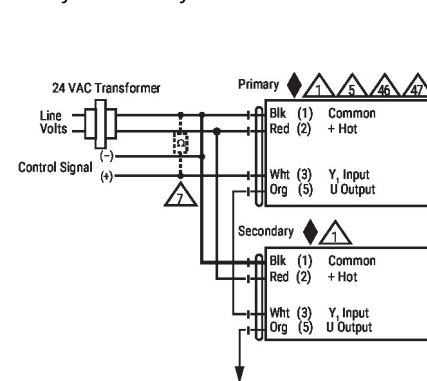 24 VAC Transformer
Primary 1 5 46 47
Line
Volts
Blk (1) Common
Red (2) + Hot
Ω
Control Signal (–)
(+)
7
Wht (3) Y₁ Input
Org (5) U Output
Secondary 1
Blk (1) Common
Red (2) + Hot
Wht (3) Y₁ Input
Org (5) U Output